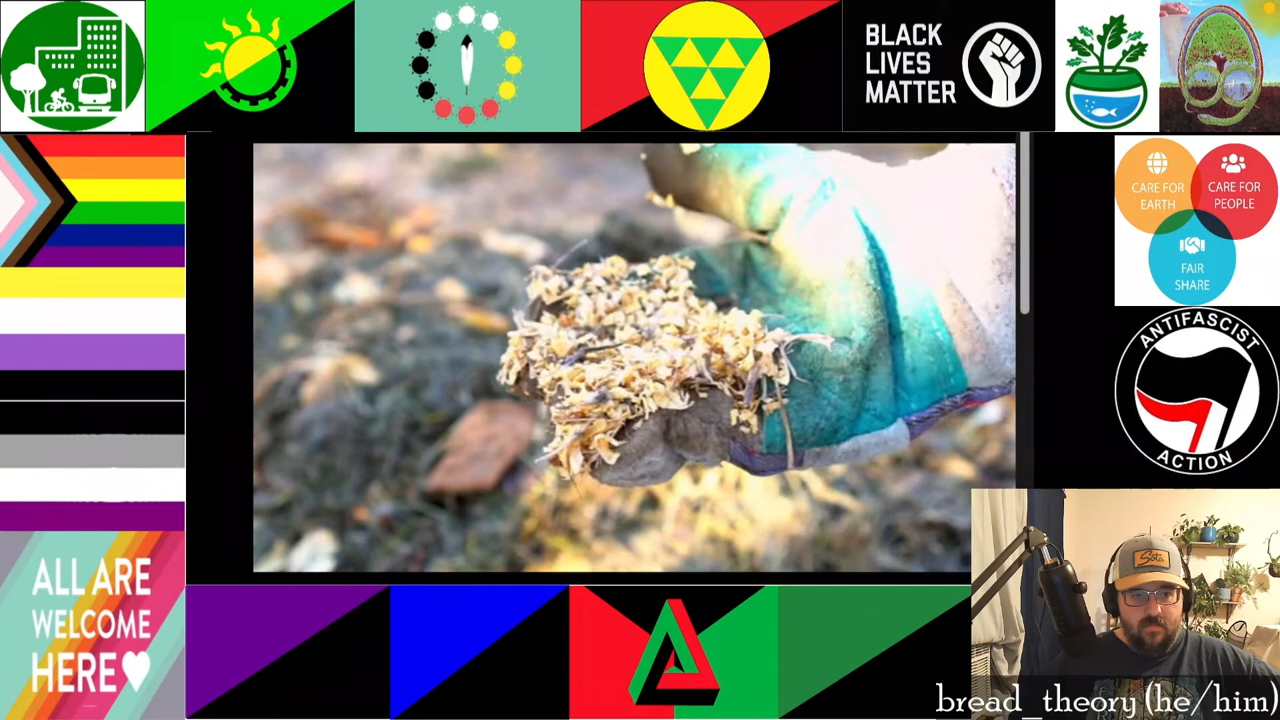 BLACK
LIVES
MATTER
CARE FOR
EARTH
CARE FOR
PEOPLE
FAIR
SHARE
ANTIFASCIST
ACTION
ALL ARE
WELCOME
HERE
Sota
bread_theory (he/him)